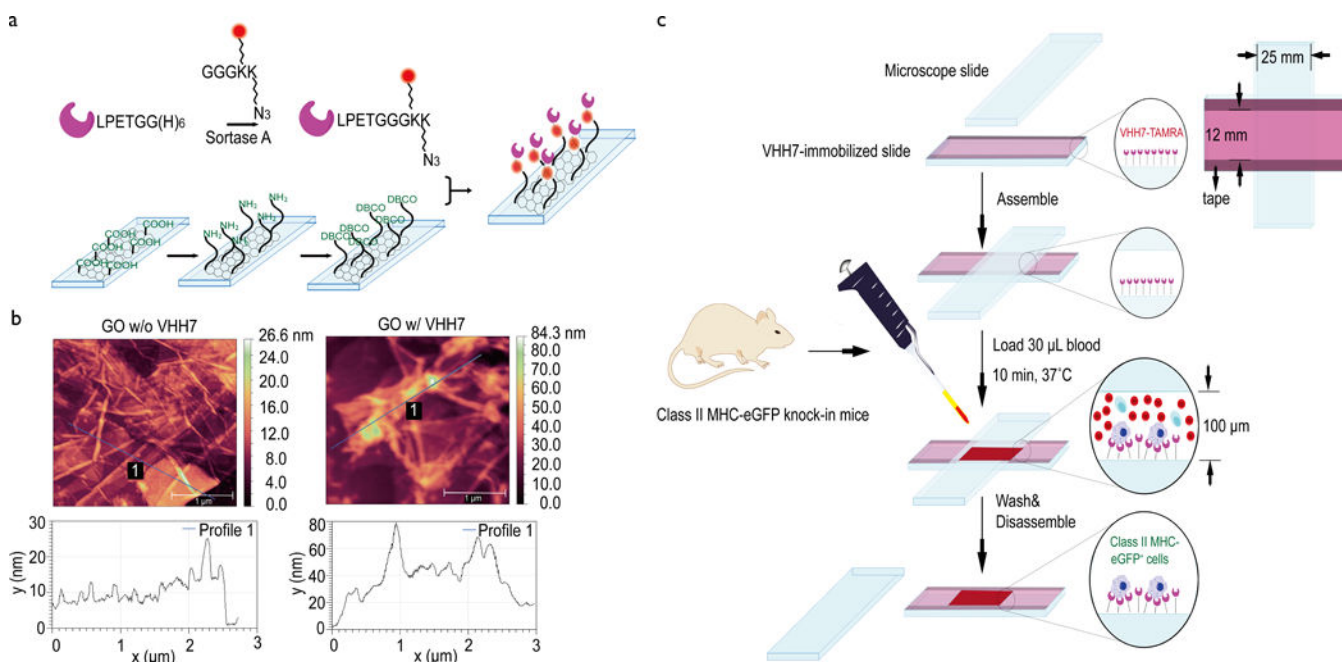 a
GGGKK
N3
LPETGG(H)6
Sortase A
LPETGGGKK
N3
COOH
COOH
COOH
COOH
COOH
COOH
NH2
NH2
NH2
NH2
NH2
NH
DBCO
DBCO
DBCO
DBCO
DBCO
DBCO
b
GO w/o VHH7
26.6 nm
24.0
20.0
16.0
12.0
8.0
4.0
0.0
1
1 µm
GO w/ VHH7
84.3 nm
80.0
70.0
60.0
50.0
40.0
30.0
20.0
10.0
0.0
1
1 µm
Profile 1
y (nm)
30
20
10
0
0
1
2
3
x (µm)
Profile 1
y (nm)
80
60
40
20
0
0
1
2
3
x (µm)
c
Microscope slide
VHH7-immobilized slide
VHH7-TAMRA
25 mm
12 mm
tape
Assemble
Class II MHC-eGFP knock-in mice
Load 30 µL blood
10 min, 37˚C
100 µm
Wash&
Disassemble
Class II MHC-
eGFP+ cells